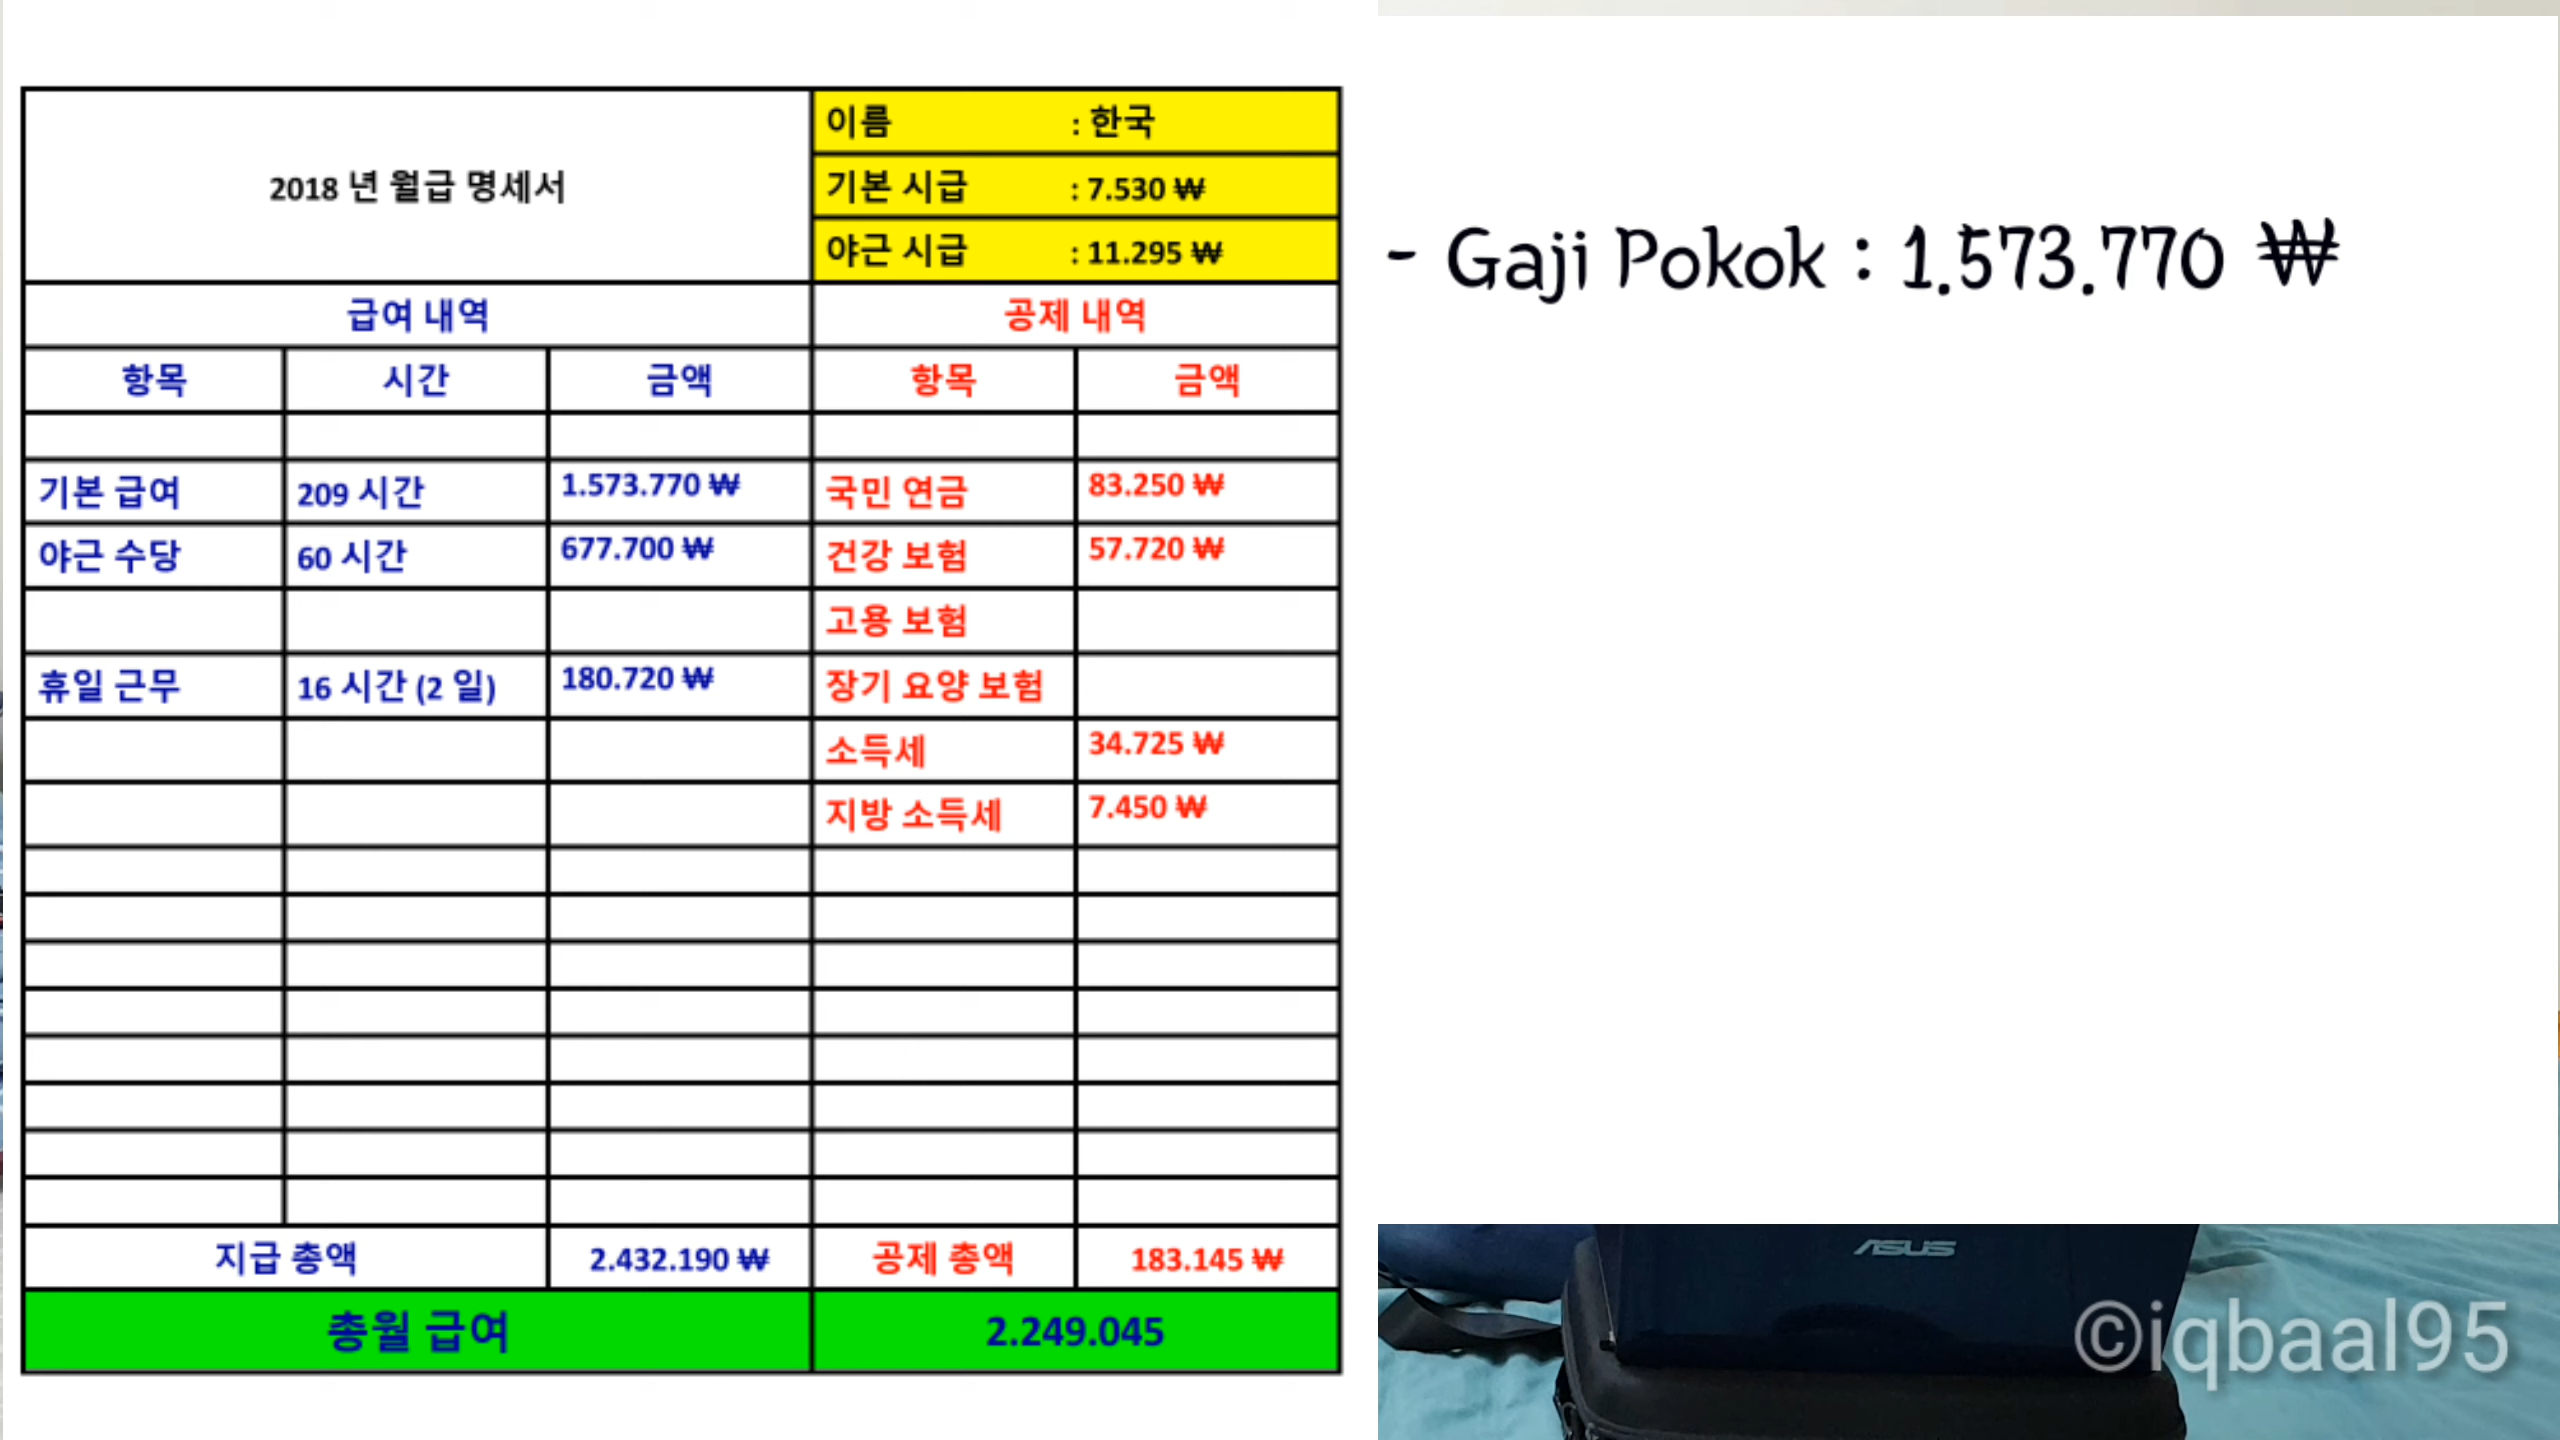 2018 년 월급 명세서
이름 : 한국
기본 시급 : 7.530 ₩
야근 시급 : 11.295 ₩
급여 내역 공제 내역
항목 시간 금액 항목 금액
기본 급여 209 시간 1.573.770 ₩ 국민 연금 83.250 ₩
야근 수당 60 시간 677.700 ₩ 건강 보험 57.720 ₩
고용 보험
휴일 근무 16 시간 (2 일) 180.720 ₩ 장기 요양 보험
소득세 34.725 ₩
지방 소득세 7.450 ₩
지급 총액 2.432.190 ₩ 공제 총액 183.145 ₩
총월 급여 2.249.045
- Gaji Pokok : 1.573.770 ₩
ASUS
©iqbaal95